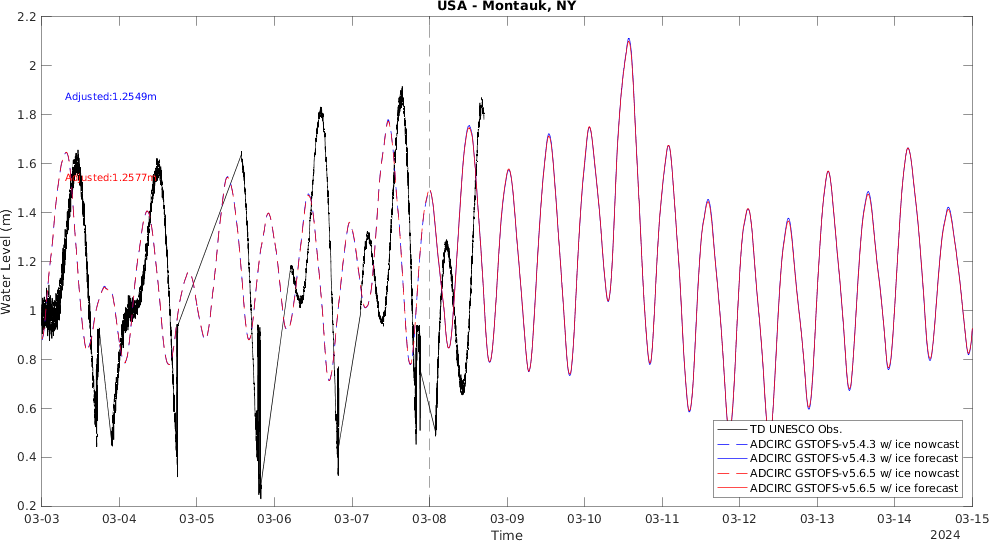 USA - Montauk, NY
2.2
2
1.8
1.6
1.4
1.2
1
0.8
0.6
0.4
0.2
Water Level (m)
Adjusted:1.2549m
Adjusted:1.2577m
TD UNESCO Obs.
ADCIRC GSTOFS-v5.4.3 w/ ice nowcast
ADCIRC GSTOFS-v5.4.3 w/ ice forecast
ADCIRC GSTOFS-v5.6.5 w/ ice nowcast
ADCIRC GSTOFS-v5.6.5 w/ ice forecast
03-03 03-04 03-05 03-06 03-07 03-08 03-09 03-10 03-11 03-12 03-13 03-14 03-15
Time
2024